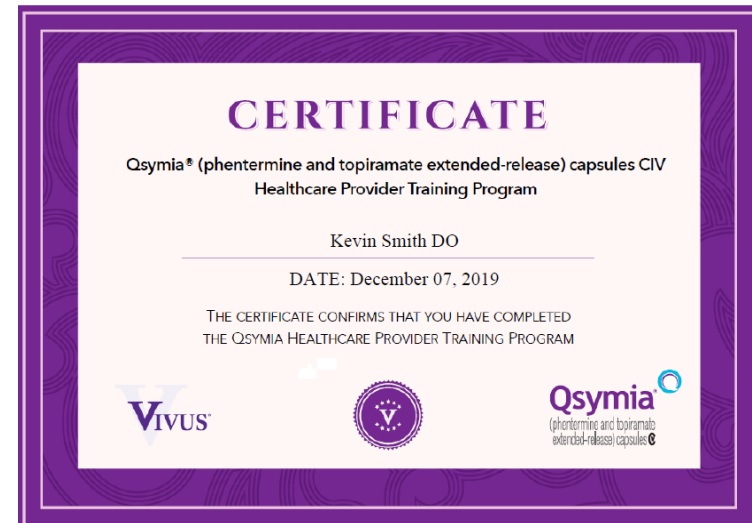 CERTIFICATE
Qsymia® (phentermine and topiramate extended-release) capsules CIV
Healthcare Provider Training Program
Kevin Smith DO
DATE: December 07, 2019
THE CERTIFICATE CONFIRMS THAT YOU HAVE COMPLETED
THE QSYMIA HEALTHCARE PROVIDER TRAINING PROGRAM
VIVUS
V
Qsymia
(phentermine and topiramate
extended-release) capsules CIV